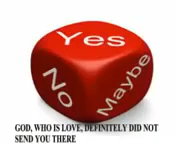 Yes
No
Maybe
GOD, WHO IS LOVE, DEFINITELY DID NOT
SEND YOU THERE